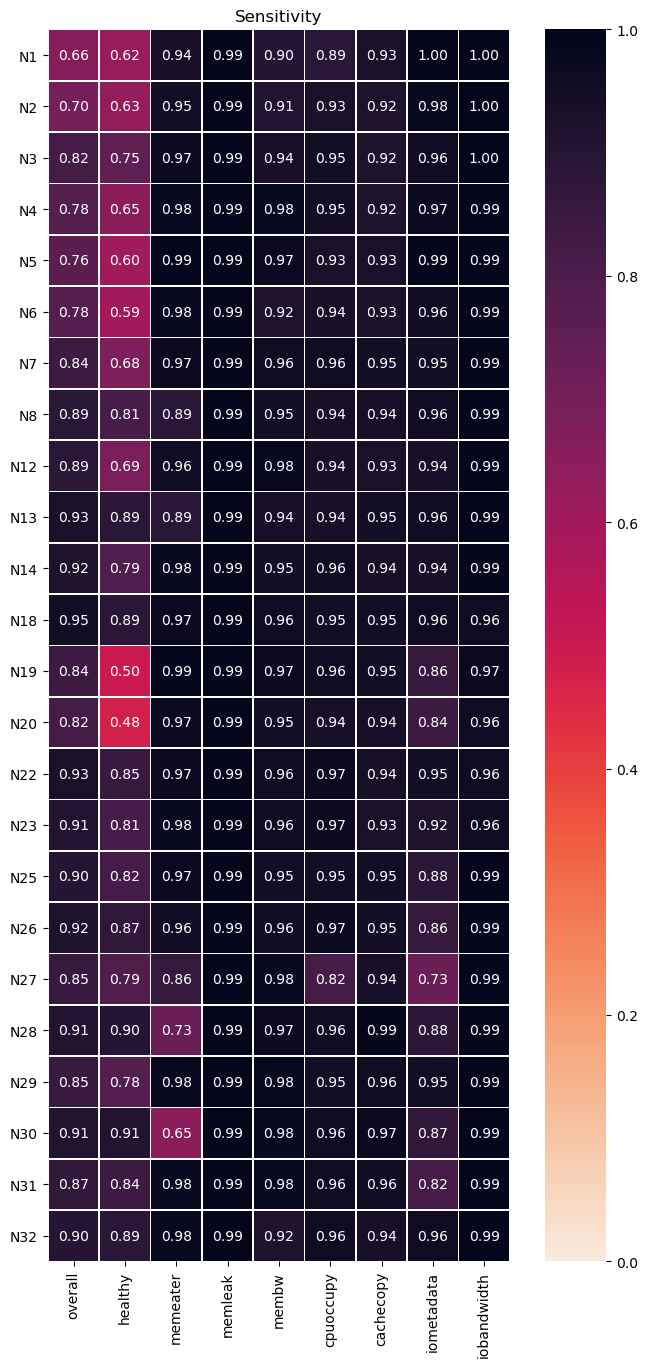 Sensitivity
N1 0.66 0.62 0.94 0.99 0.90 0.89 0.93 1.00 1.00
N2 0.70 0.63 0.95 0.99 0.91 0.93 0.92 0.98 1.00
N3 0.82 0.75 0.97 0.99 0.94 0.95 0.92 0.96 1.00
N4 0.78 0.65 0.98 0.99 0.98 0.95 0.92 0.97 0.99
N5 0.76 0.60 0.99 0.99 0.97 0.93 0.93 0.99 0.99
N6 0.78 0.59 0.98 0.99 0.92 0.94 0.93 0.96 0.99
N7 0.84 0.68 0.97 0.99 0.96 0.96 0.95 0.95 0.99
N8 0.89 0.81 0.89 0.99 0.95 0.94 0.94 0.96 0.99
N12 0.89 0.69 0.96 0.99 0.98 0.94 0.93 0.94 0.99
N13 0.93 0.89 0.89 0.99 0.94 0.94 0.95 0.96 0.99
N14 0.92 0.79 0.98 0.99 0.95 0.96 0.94 0.94 0.99
N18 0.95 0.89 0.97 0.99 0.96 0.95 0.95 0.96 0.96
N19 0.84 0.50 0.99 0.99 0.97 0.96 0.95 0.86 0.97
N20 0.82 0.48 0.97 0.99 0.95 0.94 0.94 0.84 0.96
N22 0.93 0.85 0.97 0.99 0.96 0.97 0.94 0.95 0.96
N23 0.91 0.81 0.98 0.99 0.96 0.97 0.93 0.92 0.96
N25 0.90 0.82 0.97 0.99 0.95 0.95 0.95 0.88 0.99
N26 0.92 0.87 0.96 0.99 0.96 0.97 0.95 0.86 0.99
N27 0.85 0.79 0.86 0.99 0.98 0.82 0.94 0.73 0.99
N28 0.91 0.90 0.73 0.99 0.97 0.96 0.99 0.88 0.99
N29 0.85 0.78 0.98 0.99 0.98 0.95 0.96 0.95 0.99
N30 0.91 0.91 0.65 0.99 0.98 0.96 0.97 0.87 0.99
N31 0.87 0.84 0.98 0.99 0.98 0.96 0.96 0.82 0.99
N32 0.90 0.89 0.98 0.99 0.92 0.96 0.94 0.96 0.99
overall
healthy
memeater
memleak
membw
cpuoccupy
cachecopy
iometadata
iobandwidth
1.0
0.8
0.6
0.4
0.2
0.0